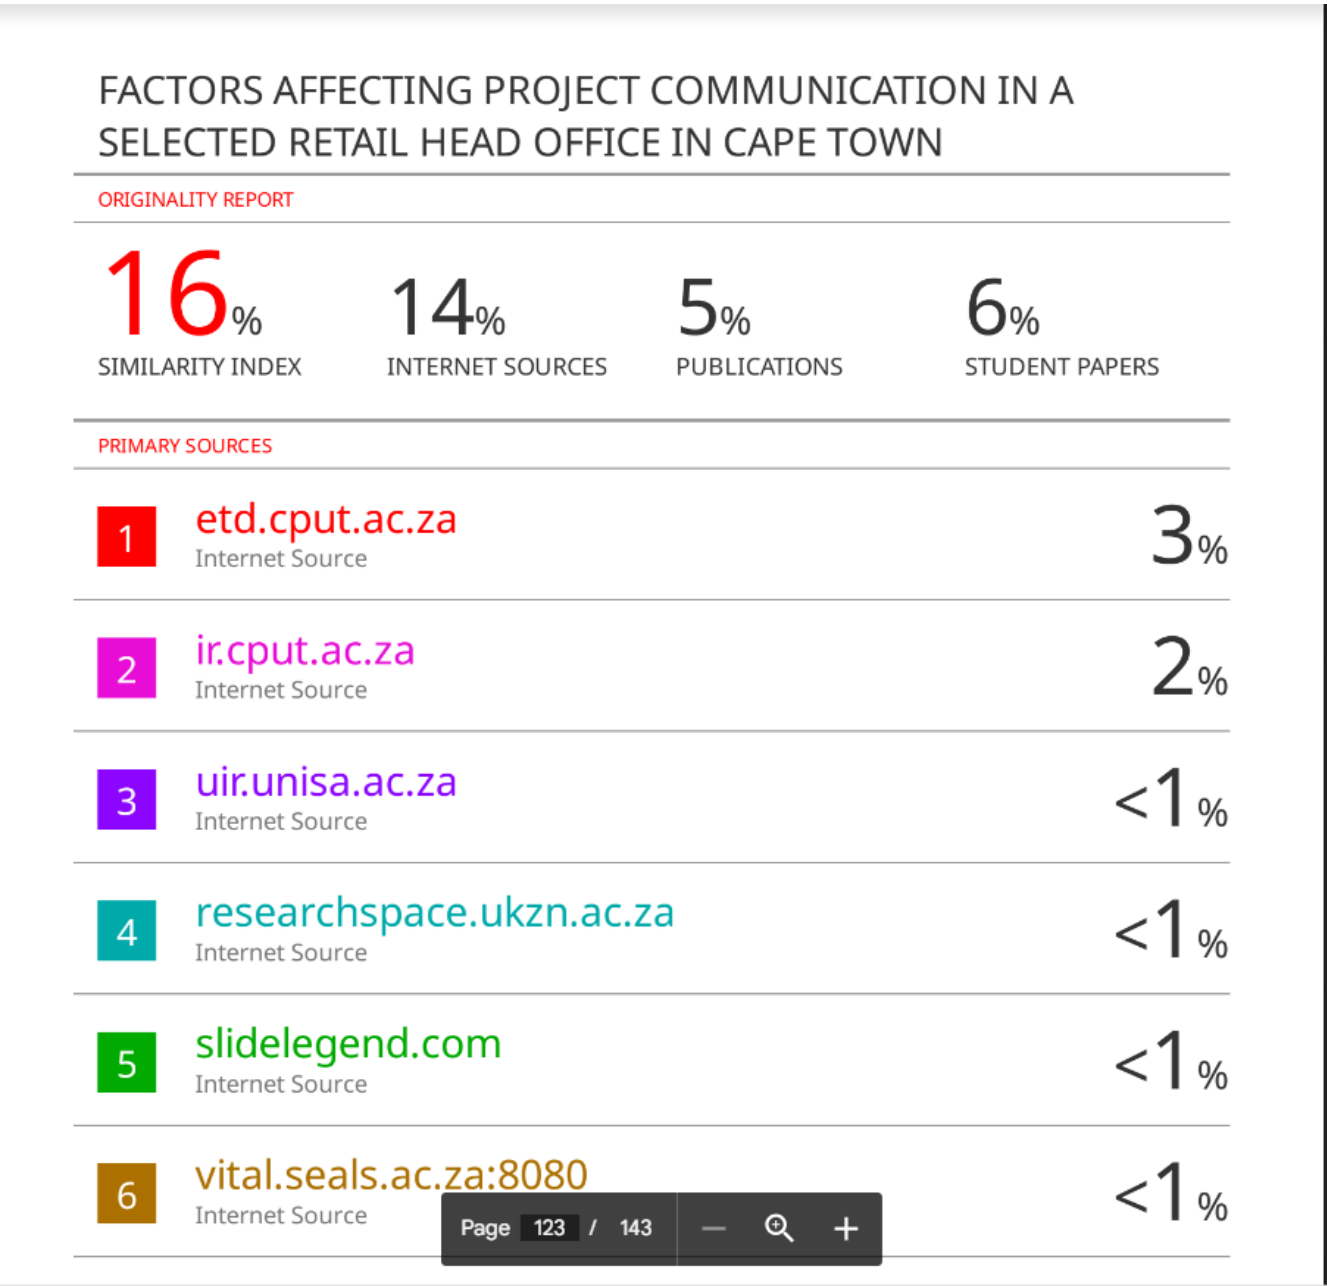 FACTORS AFFECTING PROJECT COMMUNICATION IN A
SELECTED RETAIL HEAD OFFICE IN CAPE TOWN
ORIGINALITY REPORT
16%
SIMILARITY INDEX
14%
INTERNET SOURCES
5%
PUBLICATIONS
6%
STUDENT PAPERS
PRIMARY SOURCES
1
etd.cput.ac.za
Internet Source
3%
2
ir.cput.ac.za
Internet Source
2%
3
uir.unisa.ac.za
Internet Source
<1%
4
researchspace.ukzn.ac.za
Internet Source
<1%
5
slidelegend.com
Internet Source
<1%
6
vital.seals.ac.za:8080
Internet Source
<1%
Page 123 / 143